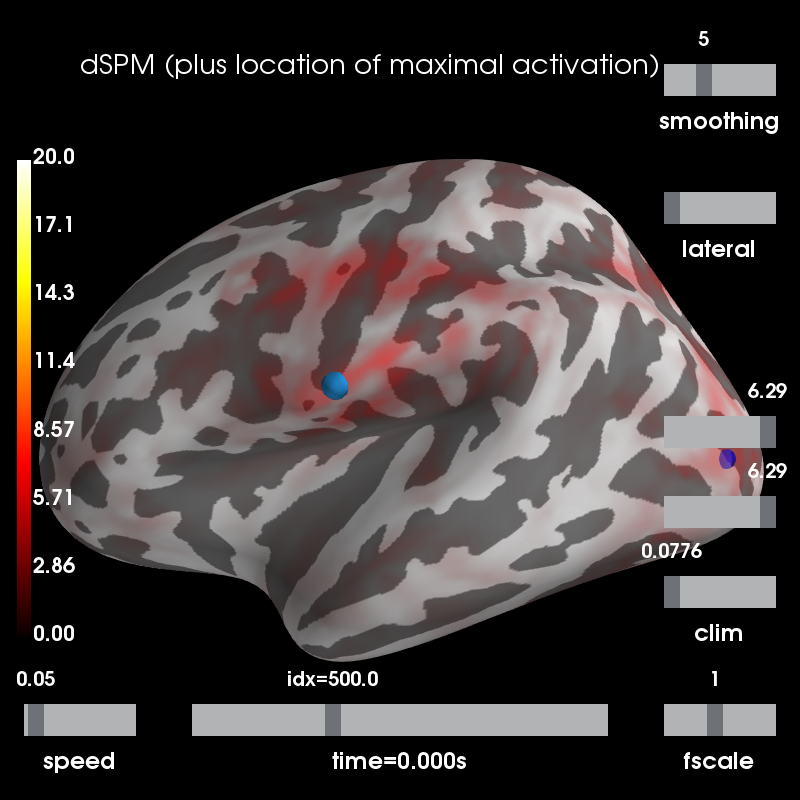 5
dSPM (plus location of maximal activation)
smoothing
20.0
17.1
lateral
14.3
11.4
6.29
8.57
6.29
5.71
0.0776
2.86
0.00
clim
0.05
idx=500.0
1
speed
time=0.000s
fscale